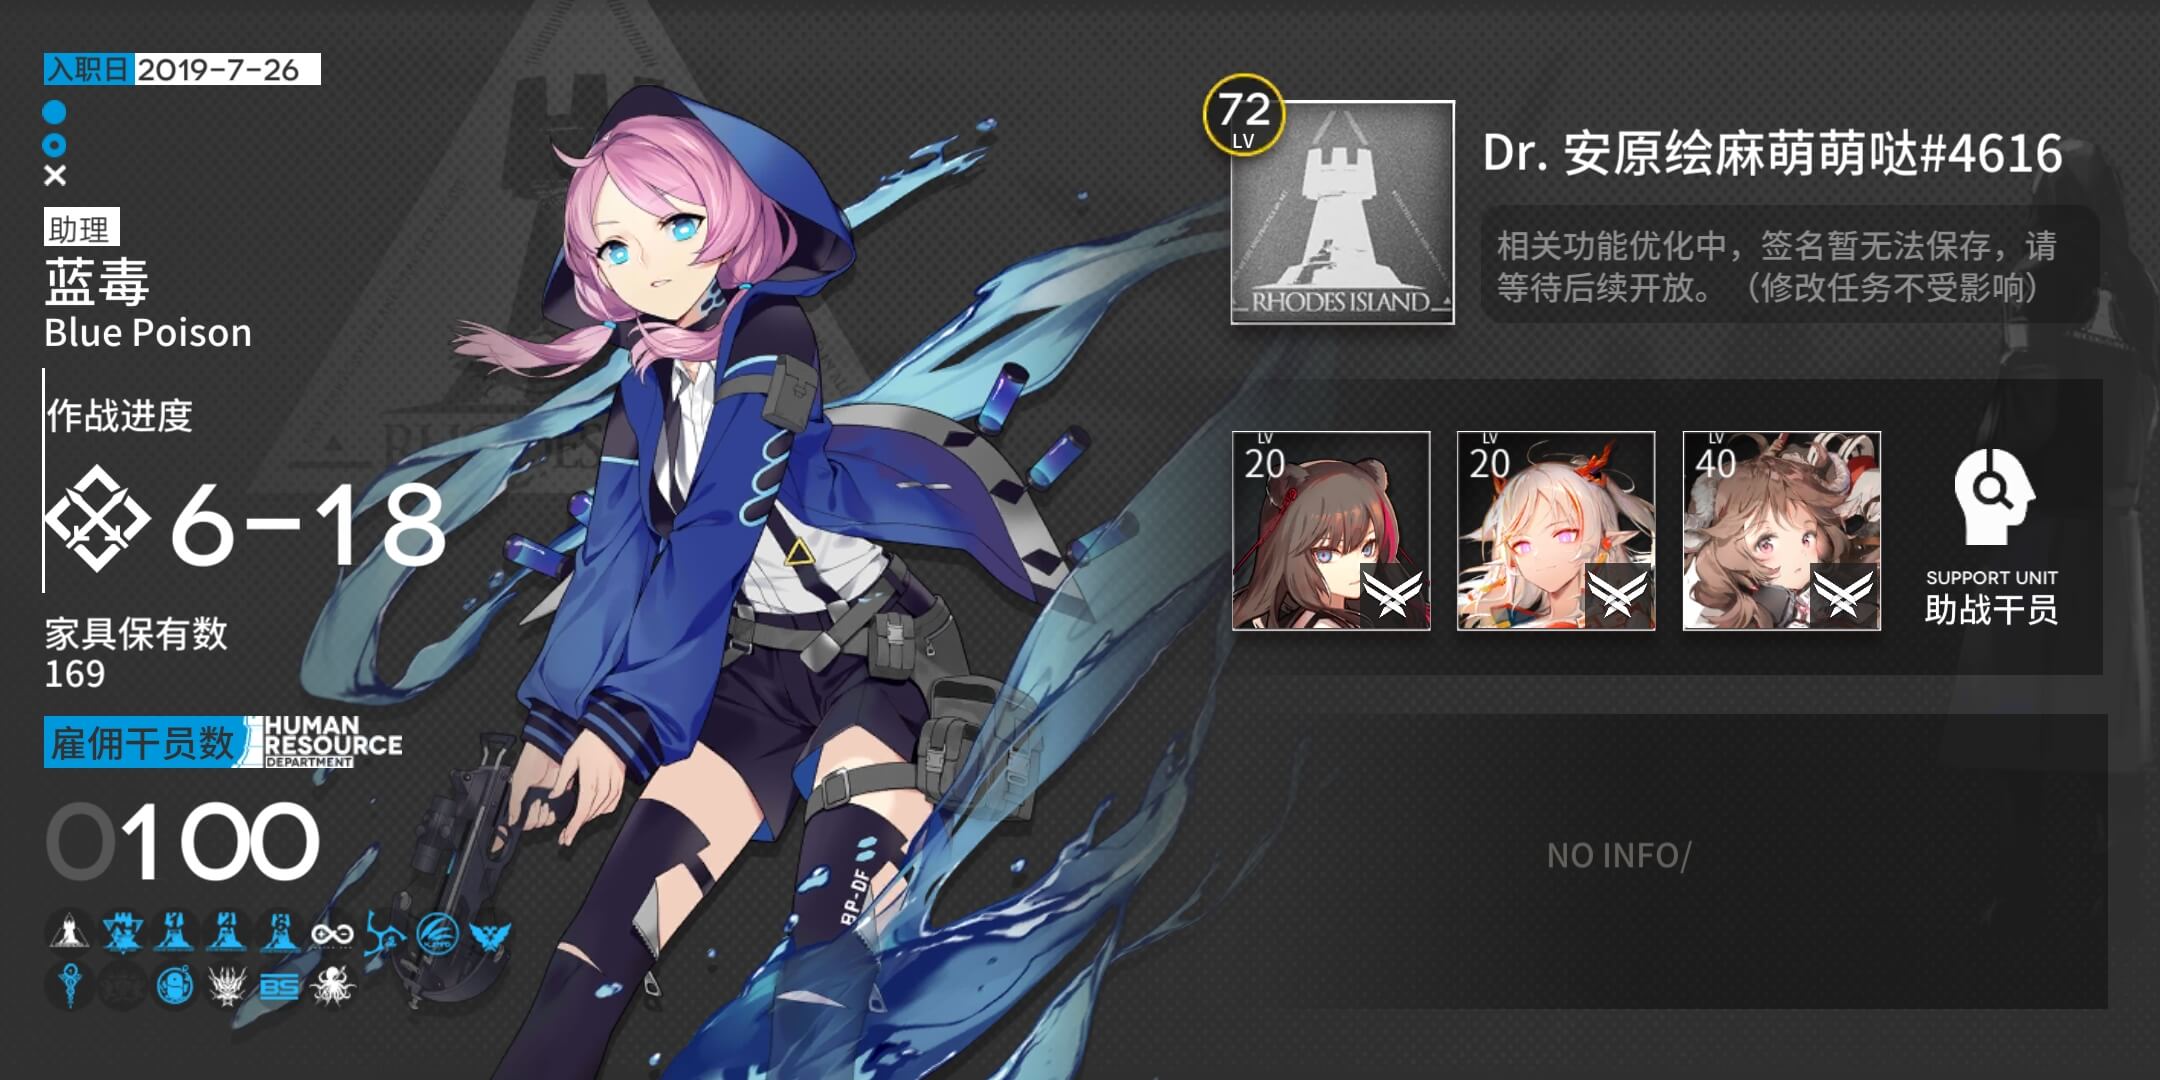 入职日 2019-7-26
助理
蓝毒
Blue Poison
作战进度
6-18
家具保有数
169
雇佣干员数
HUMAN
RESOURCE
DEPARTMENT
0100
BS
BP-DF
72
LV
RHODES ISLAND
Dr. 安原绘麻萌萌哒#4616
相关功能优化中，签名暂无法保存，请
等待后续开放。（修改任务不受影响）
LV
20
LV
20
LV
40
SUPPORT UNIT
助战干员
NO INFO/